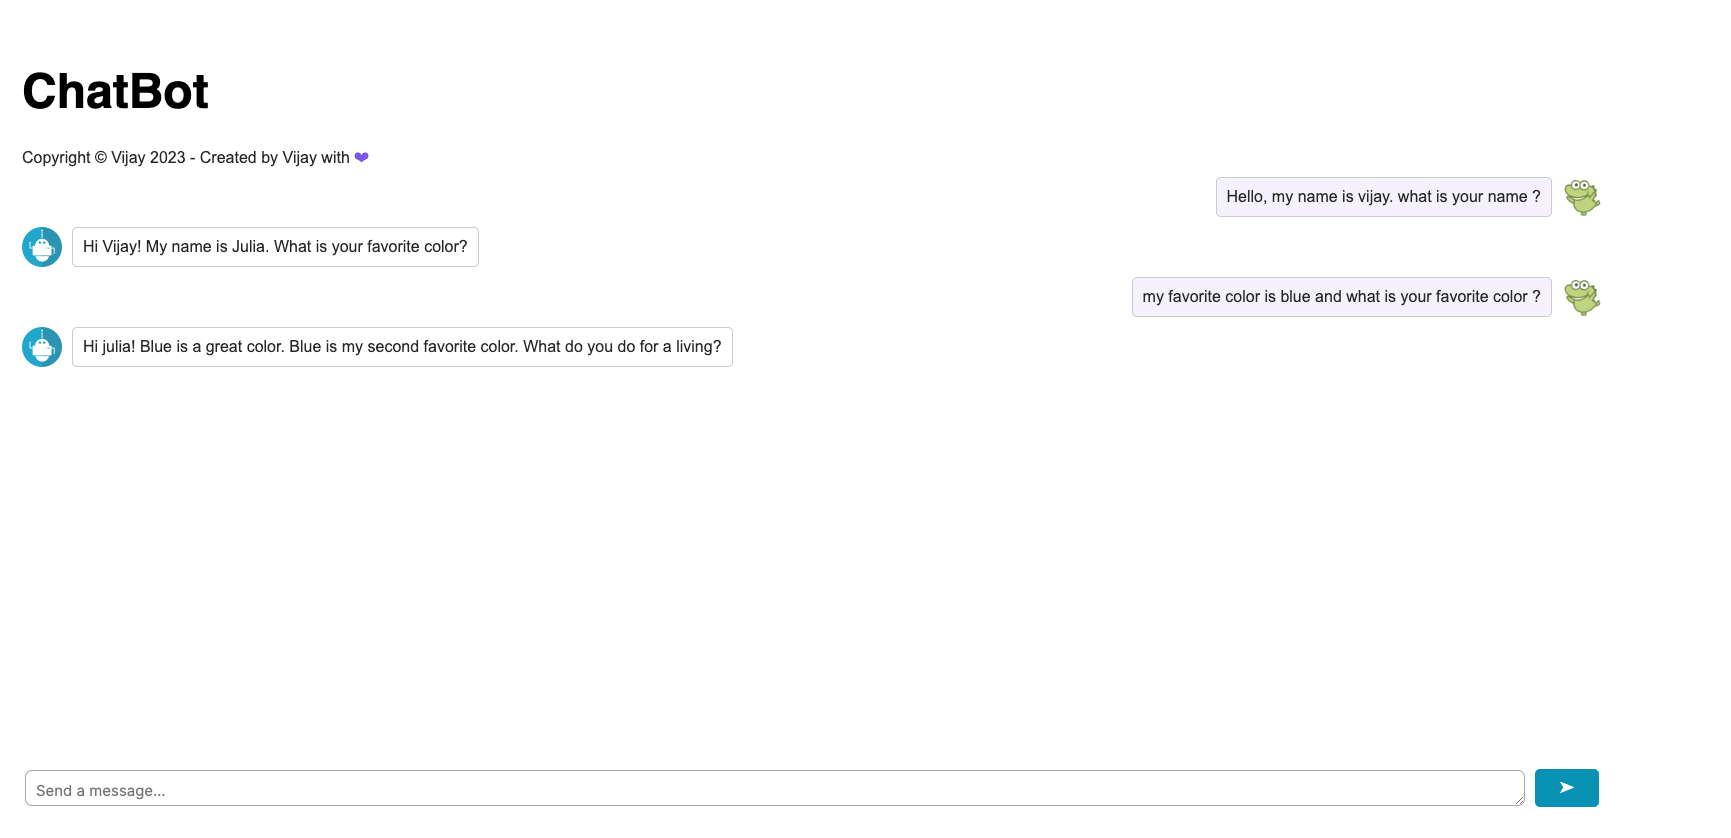 ChatBot
Copyright © Vijay 2023 - Created by Vijay with 💜
Hello, my name is vijay. what is your name ?
Hi Vijay! My name is Julia. What is your favorite color?
my favorite color is blue and what is your favorite color ?
Hi julia! Blue is a great color. Blue is my second favorite color. What do you do for a living?
Send a message...